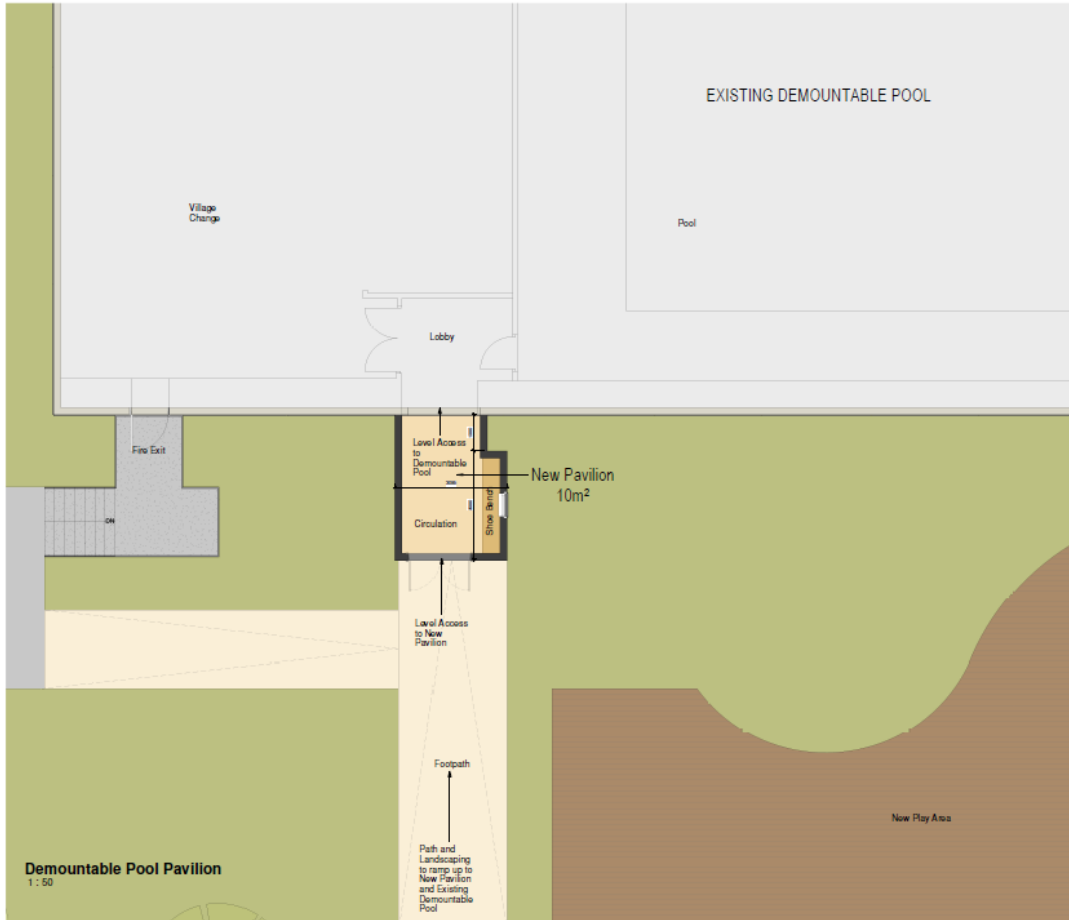 EXISTING DEMOUNTABLE POOL
Village
Change
Pool
Lobby
Fire Exit
Level Access
to
Demountable
Pool
New Pavilion
10m²
Shoe Bench
Circulation
DN
Level Access
to New
Pavilion
Footpath
New Play Area
Path and
Landscaping
to ramp up to
New Pavilion
and Existing
Demountable
Pool
Demountable Pool Pavilion
1 : 50